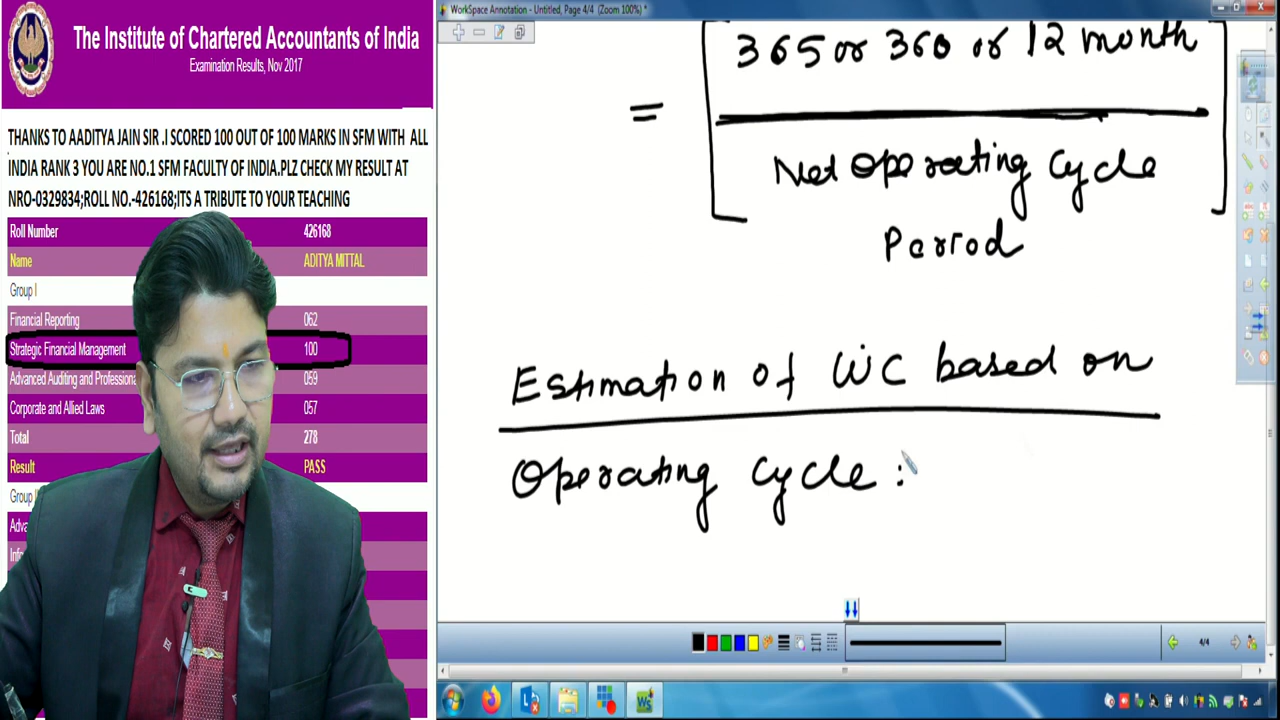 The Institute of Chartered Accountants of India
Examination Results, Nov 2017
THANKS TO AADITYA JAIN SIR .I SCORED 100 OUT OF 100 MARKS IN SFM WITH ALL
INDIA RANK 3 YOU ARE NO.1 SFM FACULTY OF INDIA.PLZ CHECK MY RESULT AT
NRO-0329834;ROLL NO.-426168;ITS A TRIBUTE TO YOUR TEACHING
Roll Number 426168
Name ADITYA MITTAL
Group I
Financial Reporting 062
Strategic Financial Management 100
Advanced Auditing and Professiona 059
Corporate and Allied Laws 057
Total 278
Result PASS
Group
Adva
Info
WorkSpace Annotation - Untitled, Page 4/4 (Zoom 100%) *
365 or 360 or 12 month
=
Net Operating Cycle
Period
Estimation of WC based on
Operating Cycle :
4/4